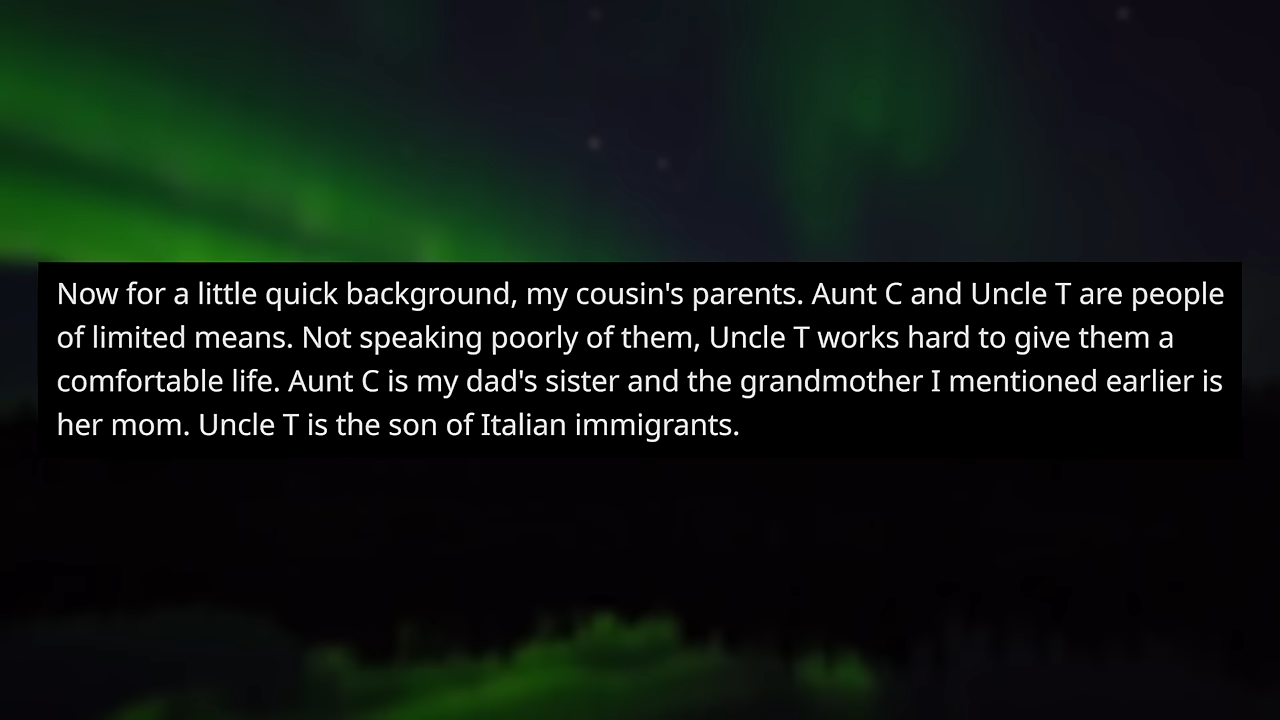 Now for a little quick background, my cousin's parents. Aunt C and Uncle T are people
of limited means. Not speaking poorly of them, Uncle T works hard to give them a
comfortable life. Aunt C is my dad's sister and the grandmother I mentioned earlier is
her mom. Uncle T is the son of Italian immigrants.